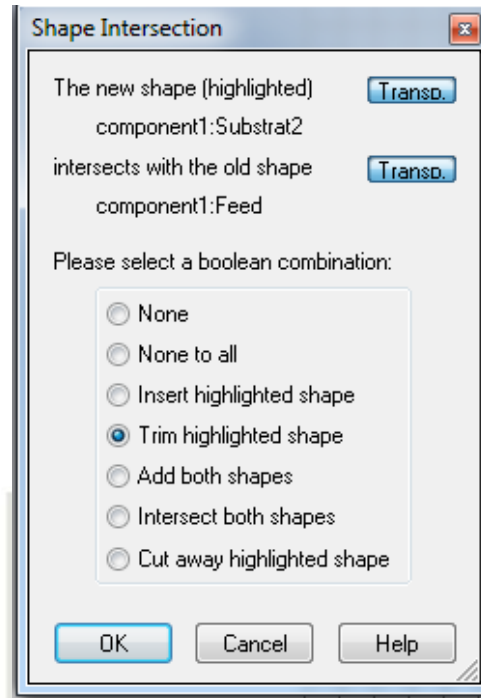 Shape Intersection
The new shape (highlighted) Transp.
component1:Substrat2
intersects with the old shape Transp.
component1:Feed
Please select a boolean combination:
None
None to all
Insert highlighted shape
Trim highlighted shape
Add both shapes
Intersect both shapes
Cut away highlighted shape
OK Cancel Help